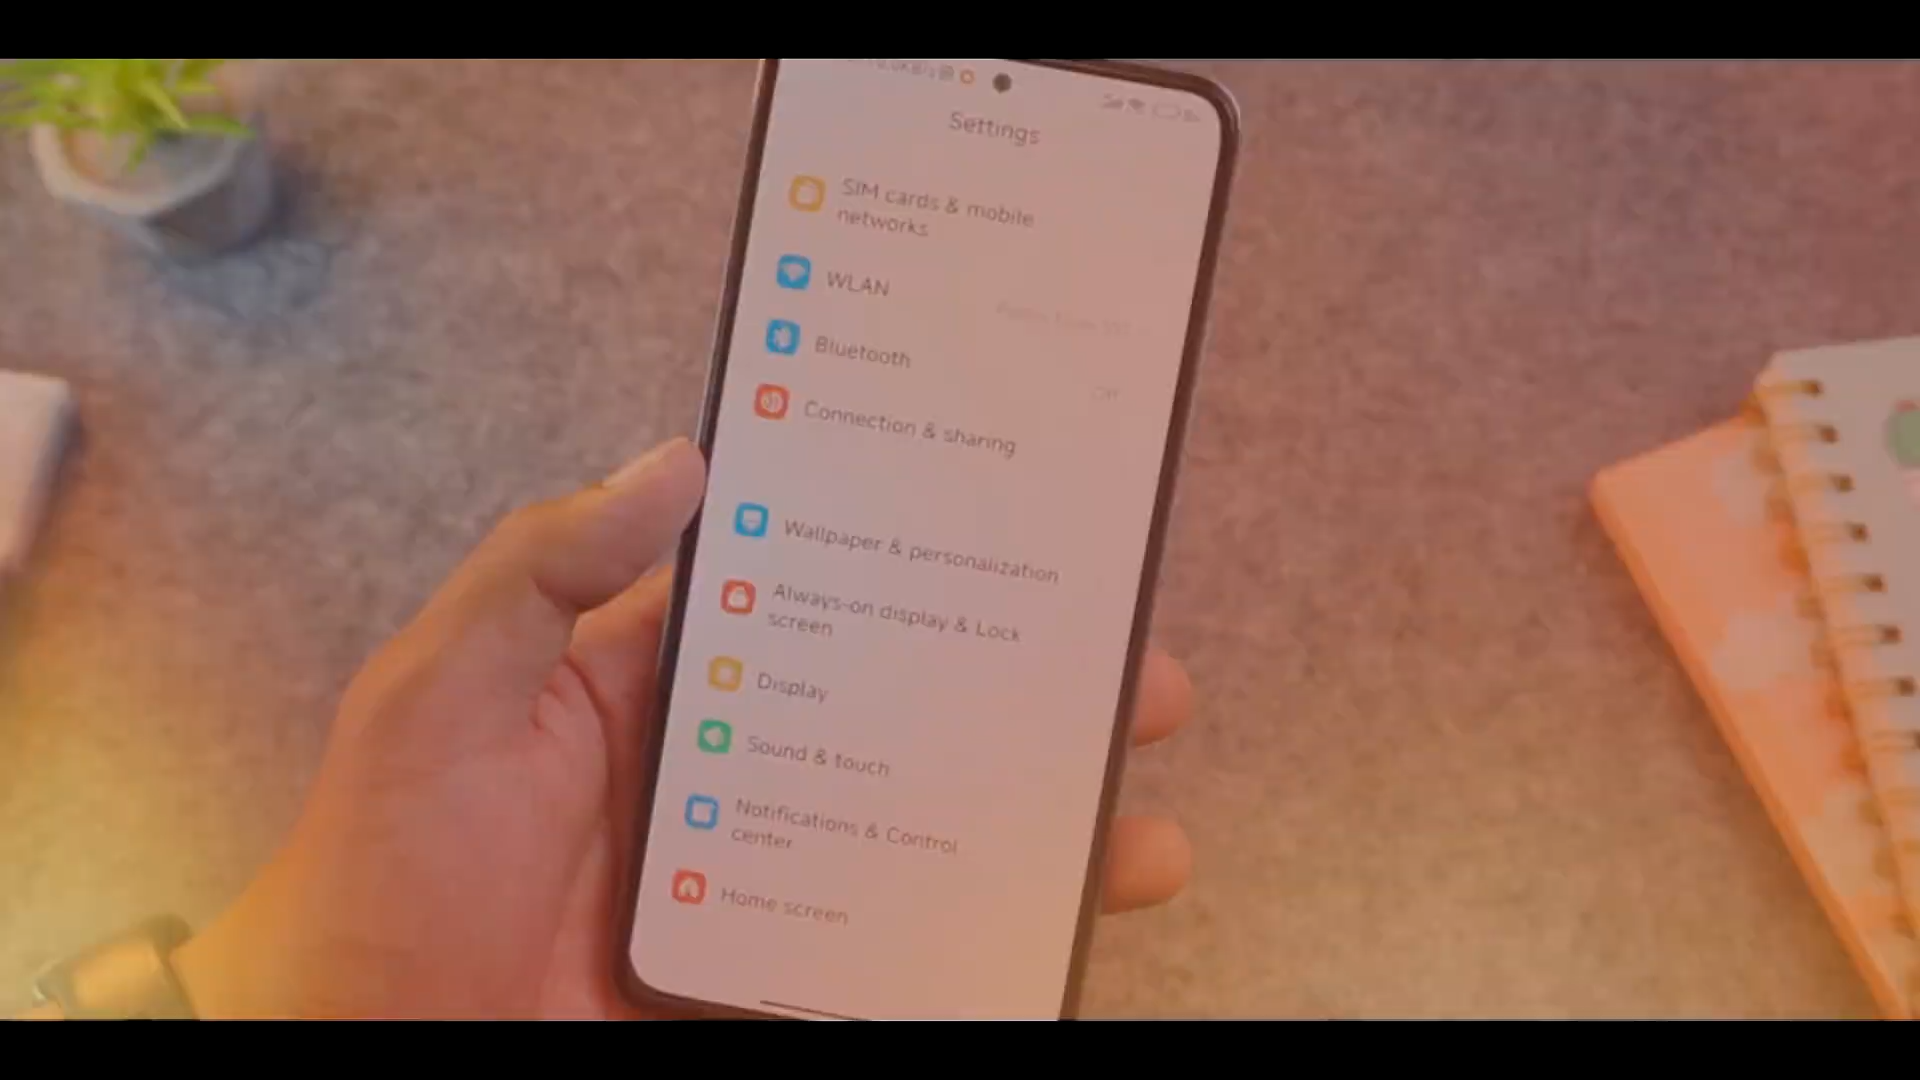 Settings
SIM cards & mobile
networks
WLAN
Bluetooth
Off
Connection & sharing
Wallpaper & personalization
Always-on display & Lock
screen
Display
Sound & touch
Notifications & Control
center
Home screen